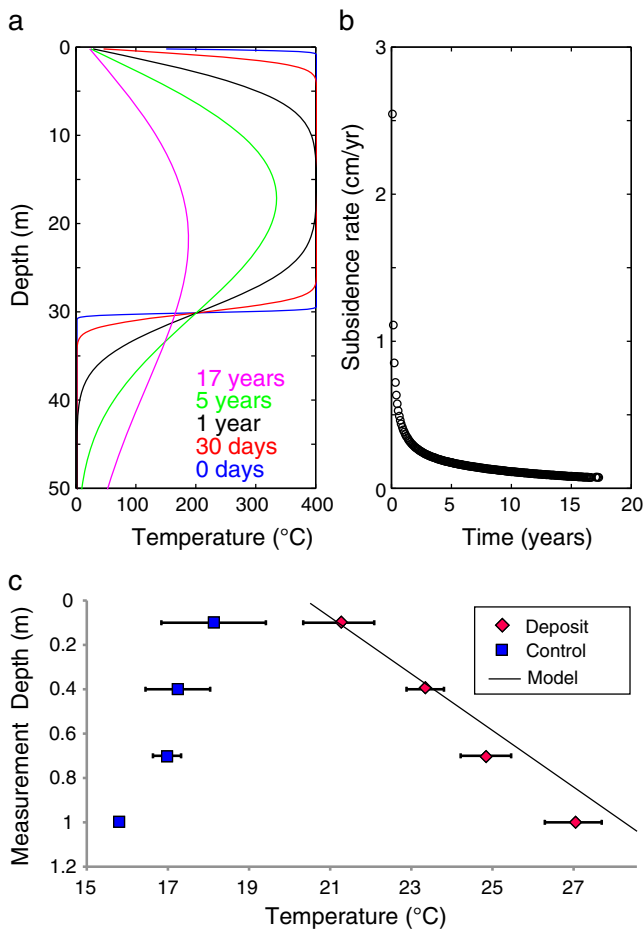 a
0
10
20
30
40
50
Depth (m)
17 years
5 years
1 year
30 days
0 days
0 100 200 300 400
Temperature (°C)
b
3
2
1
0
Subsidence rate (cm/yr)
0 5 10 15 20
Time (years)
c
0
0.2
0.4
0.6
0.8
1
1.2
Measurement Depth (m)
Deposit
Control
Model
15 17 19 21 23 25 27
Temperature (°C)